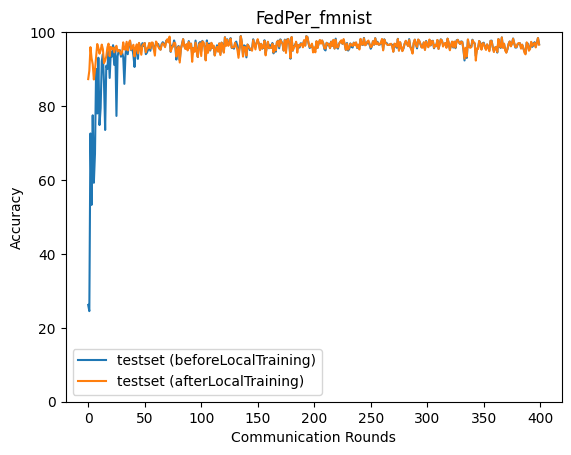 FedPer_fmnist
Accuracy
100
80
60
40
20
0
testset (beforeLocalTraining)
testset (afterLocalTraining)
0 50 100 150 200 250 300 350 400
Communication Rounds